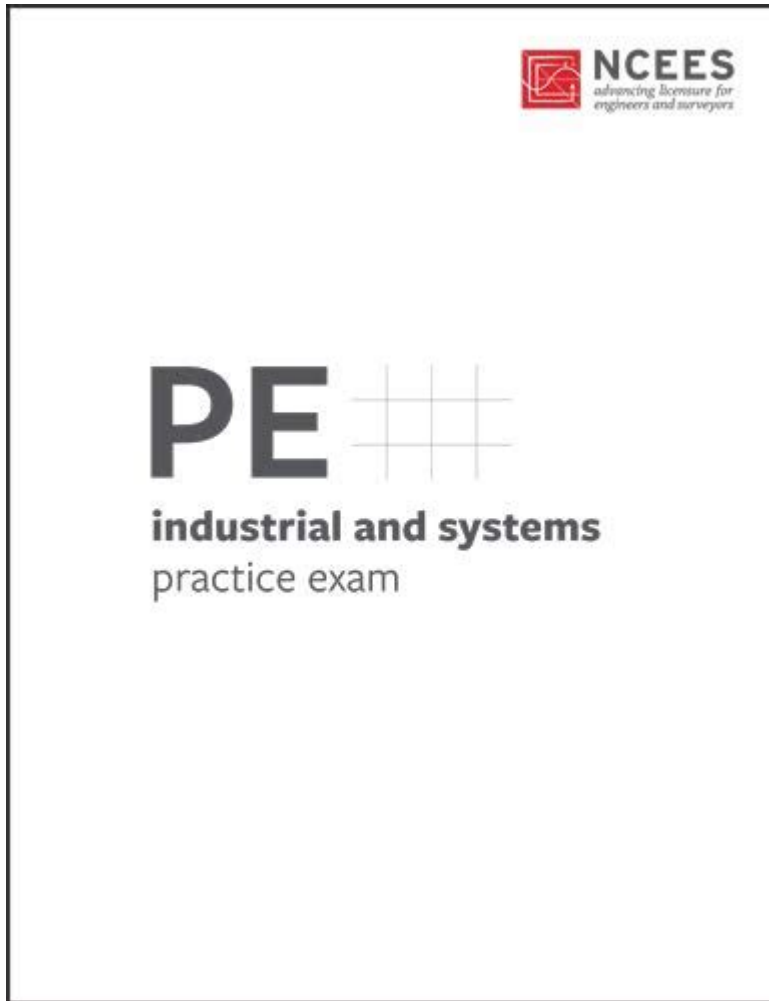 NCEES
advancing licensure for
engineers and surveyors
PE
industrial and systems
practice exam